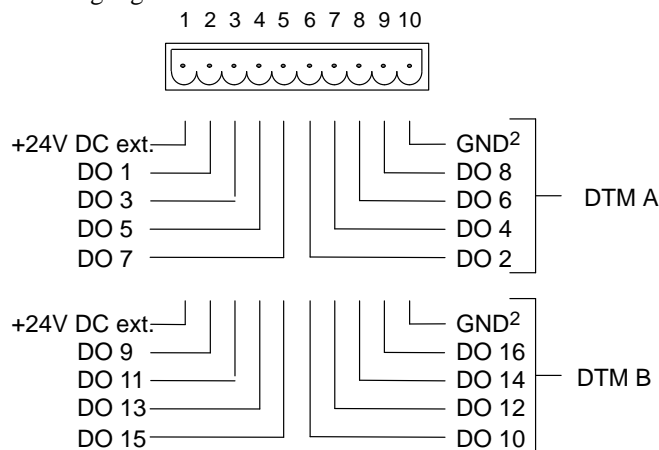 1 2 3 4 5 6 7 8 9 10
+24V DC ext.
DO 1
DO 3
DO 5
DO 7
GND2
DO 8
DO 6
DO 4
DO 2
DTM A
+24V DC ext.
DO 9
DO 11
DO 13
DO 15
GND2
DO 16
DO 14
DO 12
DO 10
DTM B